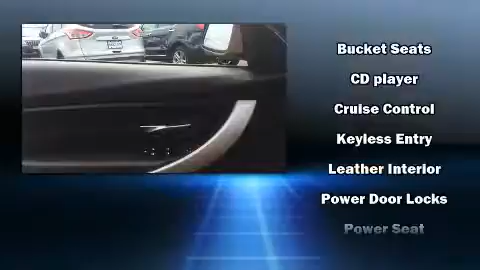 Bucket Seats
CD player
Cruise Control
Keyless Entry
Leather Interior
Power Door Locks
Power Seat